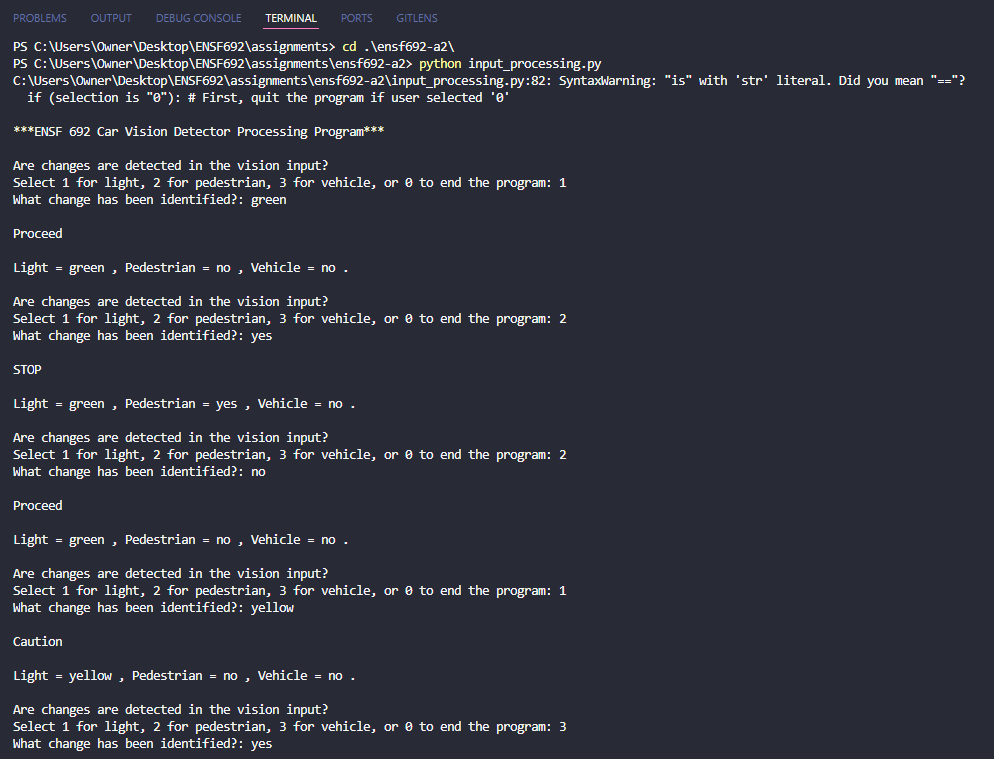 PROBLEMS OUTPUT DEBUG CONSOLE TERMINAL PORTS GITLENS
PS C:\Users\Owner\Desktop\ENSF692\assignments> cd .\ensf692-a2\
PS C:\Users\Owner\Desktop\ENSF692\assignments\ensf692-a2> python input_processing.py
C:\Users\Owner\Desktop\ENSF692\assignments\ensf692-a2\input_processing.py:82: SyntaxWarning: "is" with 'str' literal. Did you mean "=="?
  if (selection is "0"): # First, quit the program if user selected '0'
***ENSF 692 Car Vision Detector Processing Program***
Are changes are detected in the vision input?
Select 1 for light, 2 for pedestrian, 3 for vehicle, or 0 to end the program: 1
What change has been identified?: green
Proceed
Light = green , Pedestrian = no , Vehicle = no .
Are changes are detected in the vision input?
Select 1 for light, 2 for pedestrian, 3 for vehicle, or 0 to end the program: 2
What change has been identified?: yes
STOP
Light = green , Pedestrian = yes , Vehicle = no .
Are changes are detected in the vision input?
Select 1 for light, 2 for pedestrian, 3 for vehicle, or 0 to end the program: 2
What change has been identified?: no
Proceed
Light = green , Pedestrian = no , Vehicle = no .
Are changes are detected in the vision input?
Select 1 for light, 2 for pedestrian, 3 for vehicle, or 0 to end the program: 1
What change has been identified?: yellow
Caution
Light = yellow , Pedestrian = no , Vehicle = no .
Are changes are detected in the vision input?
Select 1 for light, 2 for pedestrian, 3 for vehicle, or 0 to end the program: 3
What change has been identified?: yes